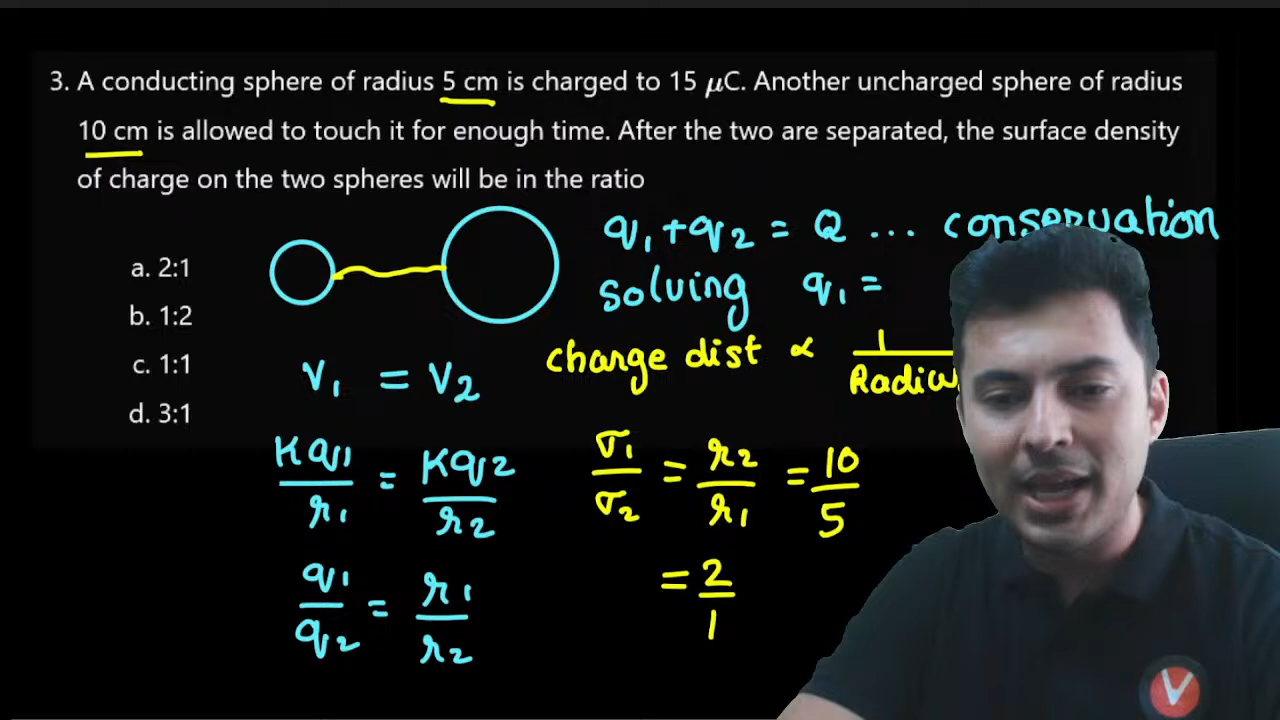 3. A conducting sphere of radius 5 cm is charged to 15 μC. Another uncharged sphere of radius
10 cm is allowed to touch it for enough time. After the two are separated, the surface density
of charge on the two spheres will be in the ratio
a. 2:1
b. 1:2
c. 1:1
d. 3:1
q₁+q₂ = Q ... conservation
solving q₁ =
charge dist ∝ 1/
V₁ = V₂
Kq₁/r₁ = Kq₂/r₂
q₁/q₂ = r₁/r₂
σ₁/σ₂ = r₂/r₁ = 10/5
= 2/1
V